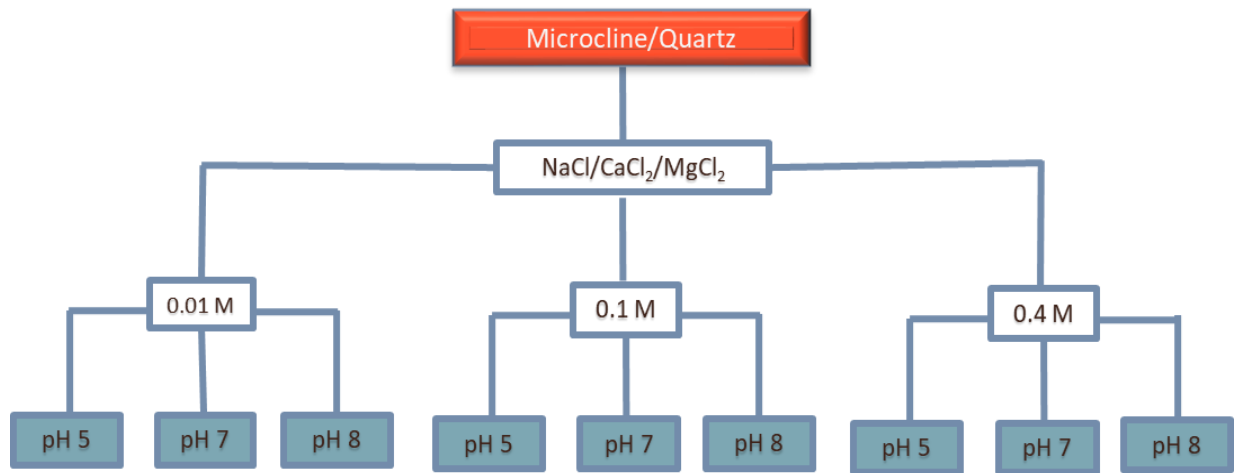 Microcline/Quartz
NaCl/CaCl₂/MgCl₂
0.01 M
0.1 M
0.4 M
pH 5
pH 7
pH 8
pH 5
pH 7
pH 8
pH 5
pH 7
pH 8